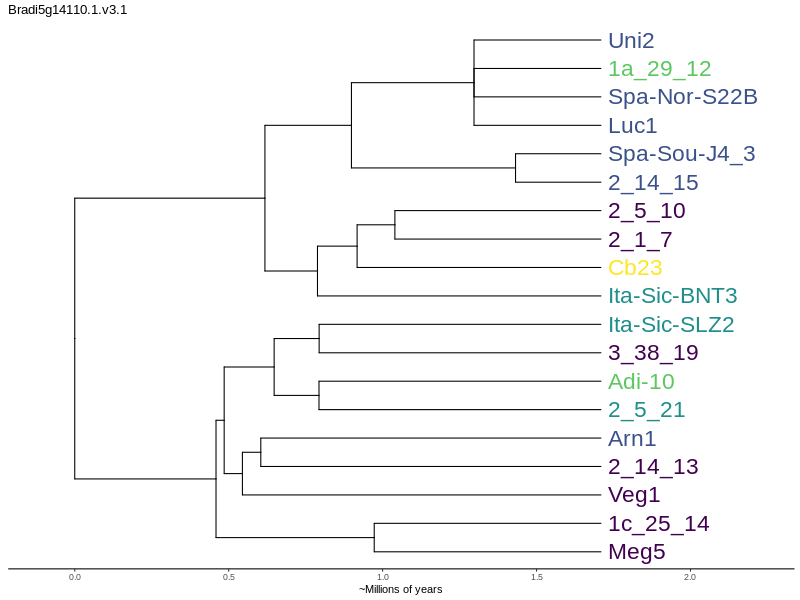 Bradi5g14110.1.v3.1
Uni2
1a_29_12
Spa-Nor-S22B
Luc1
Spa-Sou-J4_3
2_14_15
2_5_10
2_1_7
Cb23
Ita-Sic-BNT3
Ita-Sic-SLZ2
3_38_19
Adi-10
2_5_21
Arn1
2_14_13
Veg1
1c_25_14
Meg5
0.0 0.5 1.0 1.5 2.0
~Millions of years